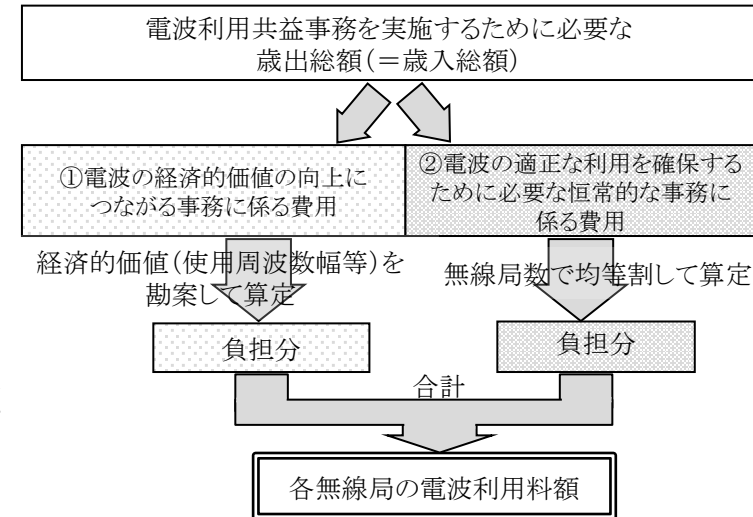 電波利用共益事務を実施するために必要な
歳出総額(=歳入総額)
①電波の経済的価値の向上に
つながる事務に係る費用
②電波の適正な利用を確保する
ために必要な恒常的な事務に
係る費用
経済的価値(使用周波数幅等)を
勘案して算定
無線局数で均等割して算定
負担分
負担分
合計
各無線局の電波利用料額